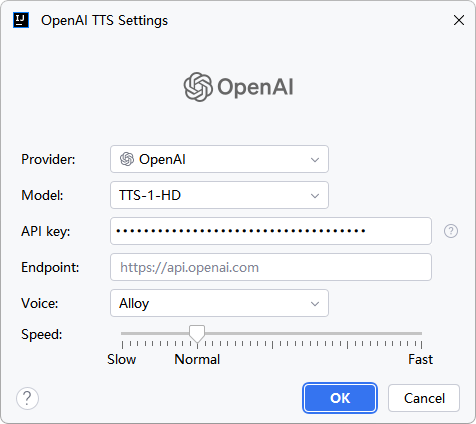 IJ OpenAI TTS Settings
OpenAI
Provider: OpenAI
Model: TTS-1-HD
API key: ••••••••••••••••••••••••••••••••••••
?
Endpoint: https://api.openai.com
Voice: Alloy
Speed:
Slow Normal Fast
? OK Cancel